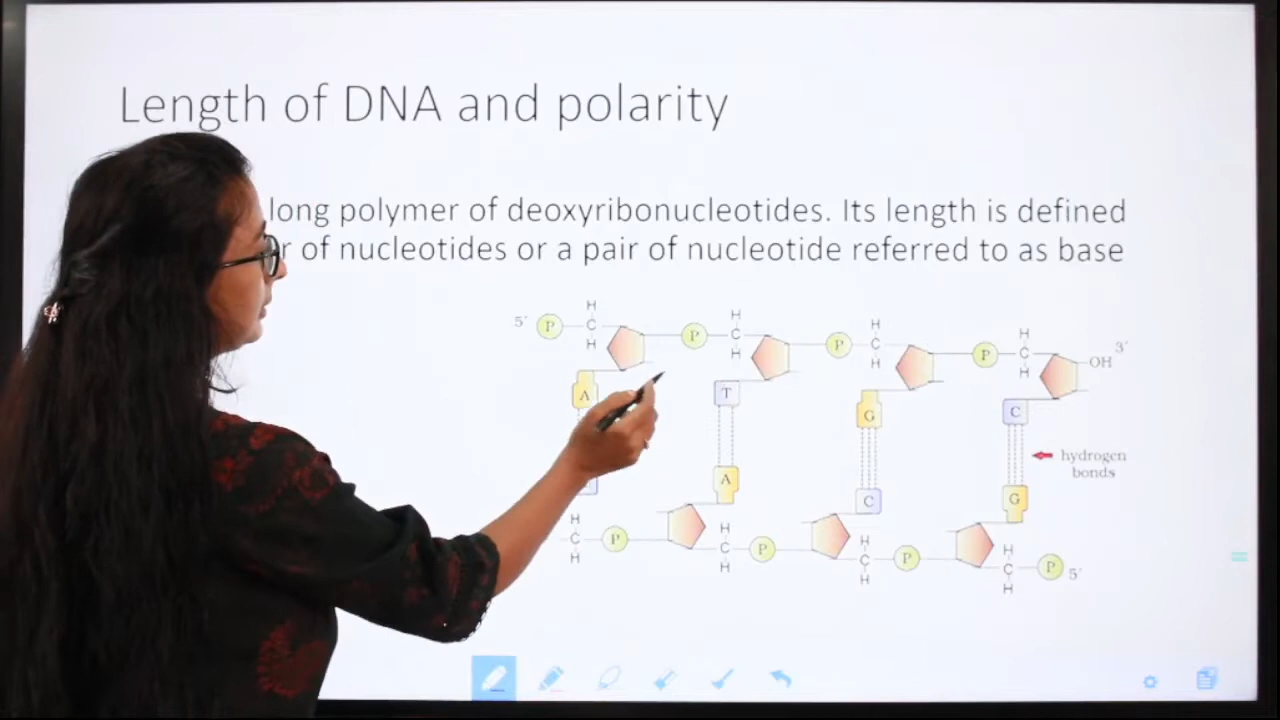 Length of DNA and polarity
long polymer of deoxyribonucleotides. Its length is defined
r of nucleotides or a pair of nucleotide referred to as base
H H H H
5´ P C P C P C P C OH 3´
H H H H
A T G C
hydrogen
bonds
A C G
H H H H
C P C P C P C P 5´
H H H H